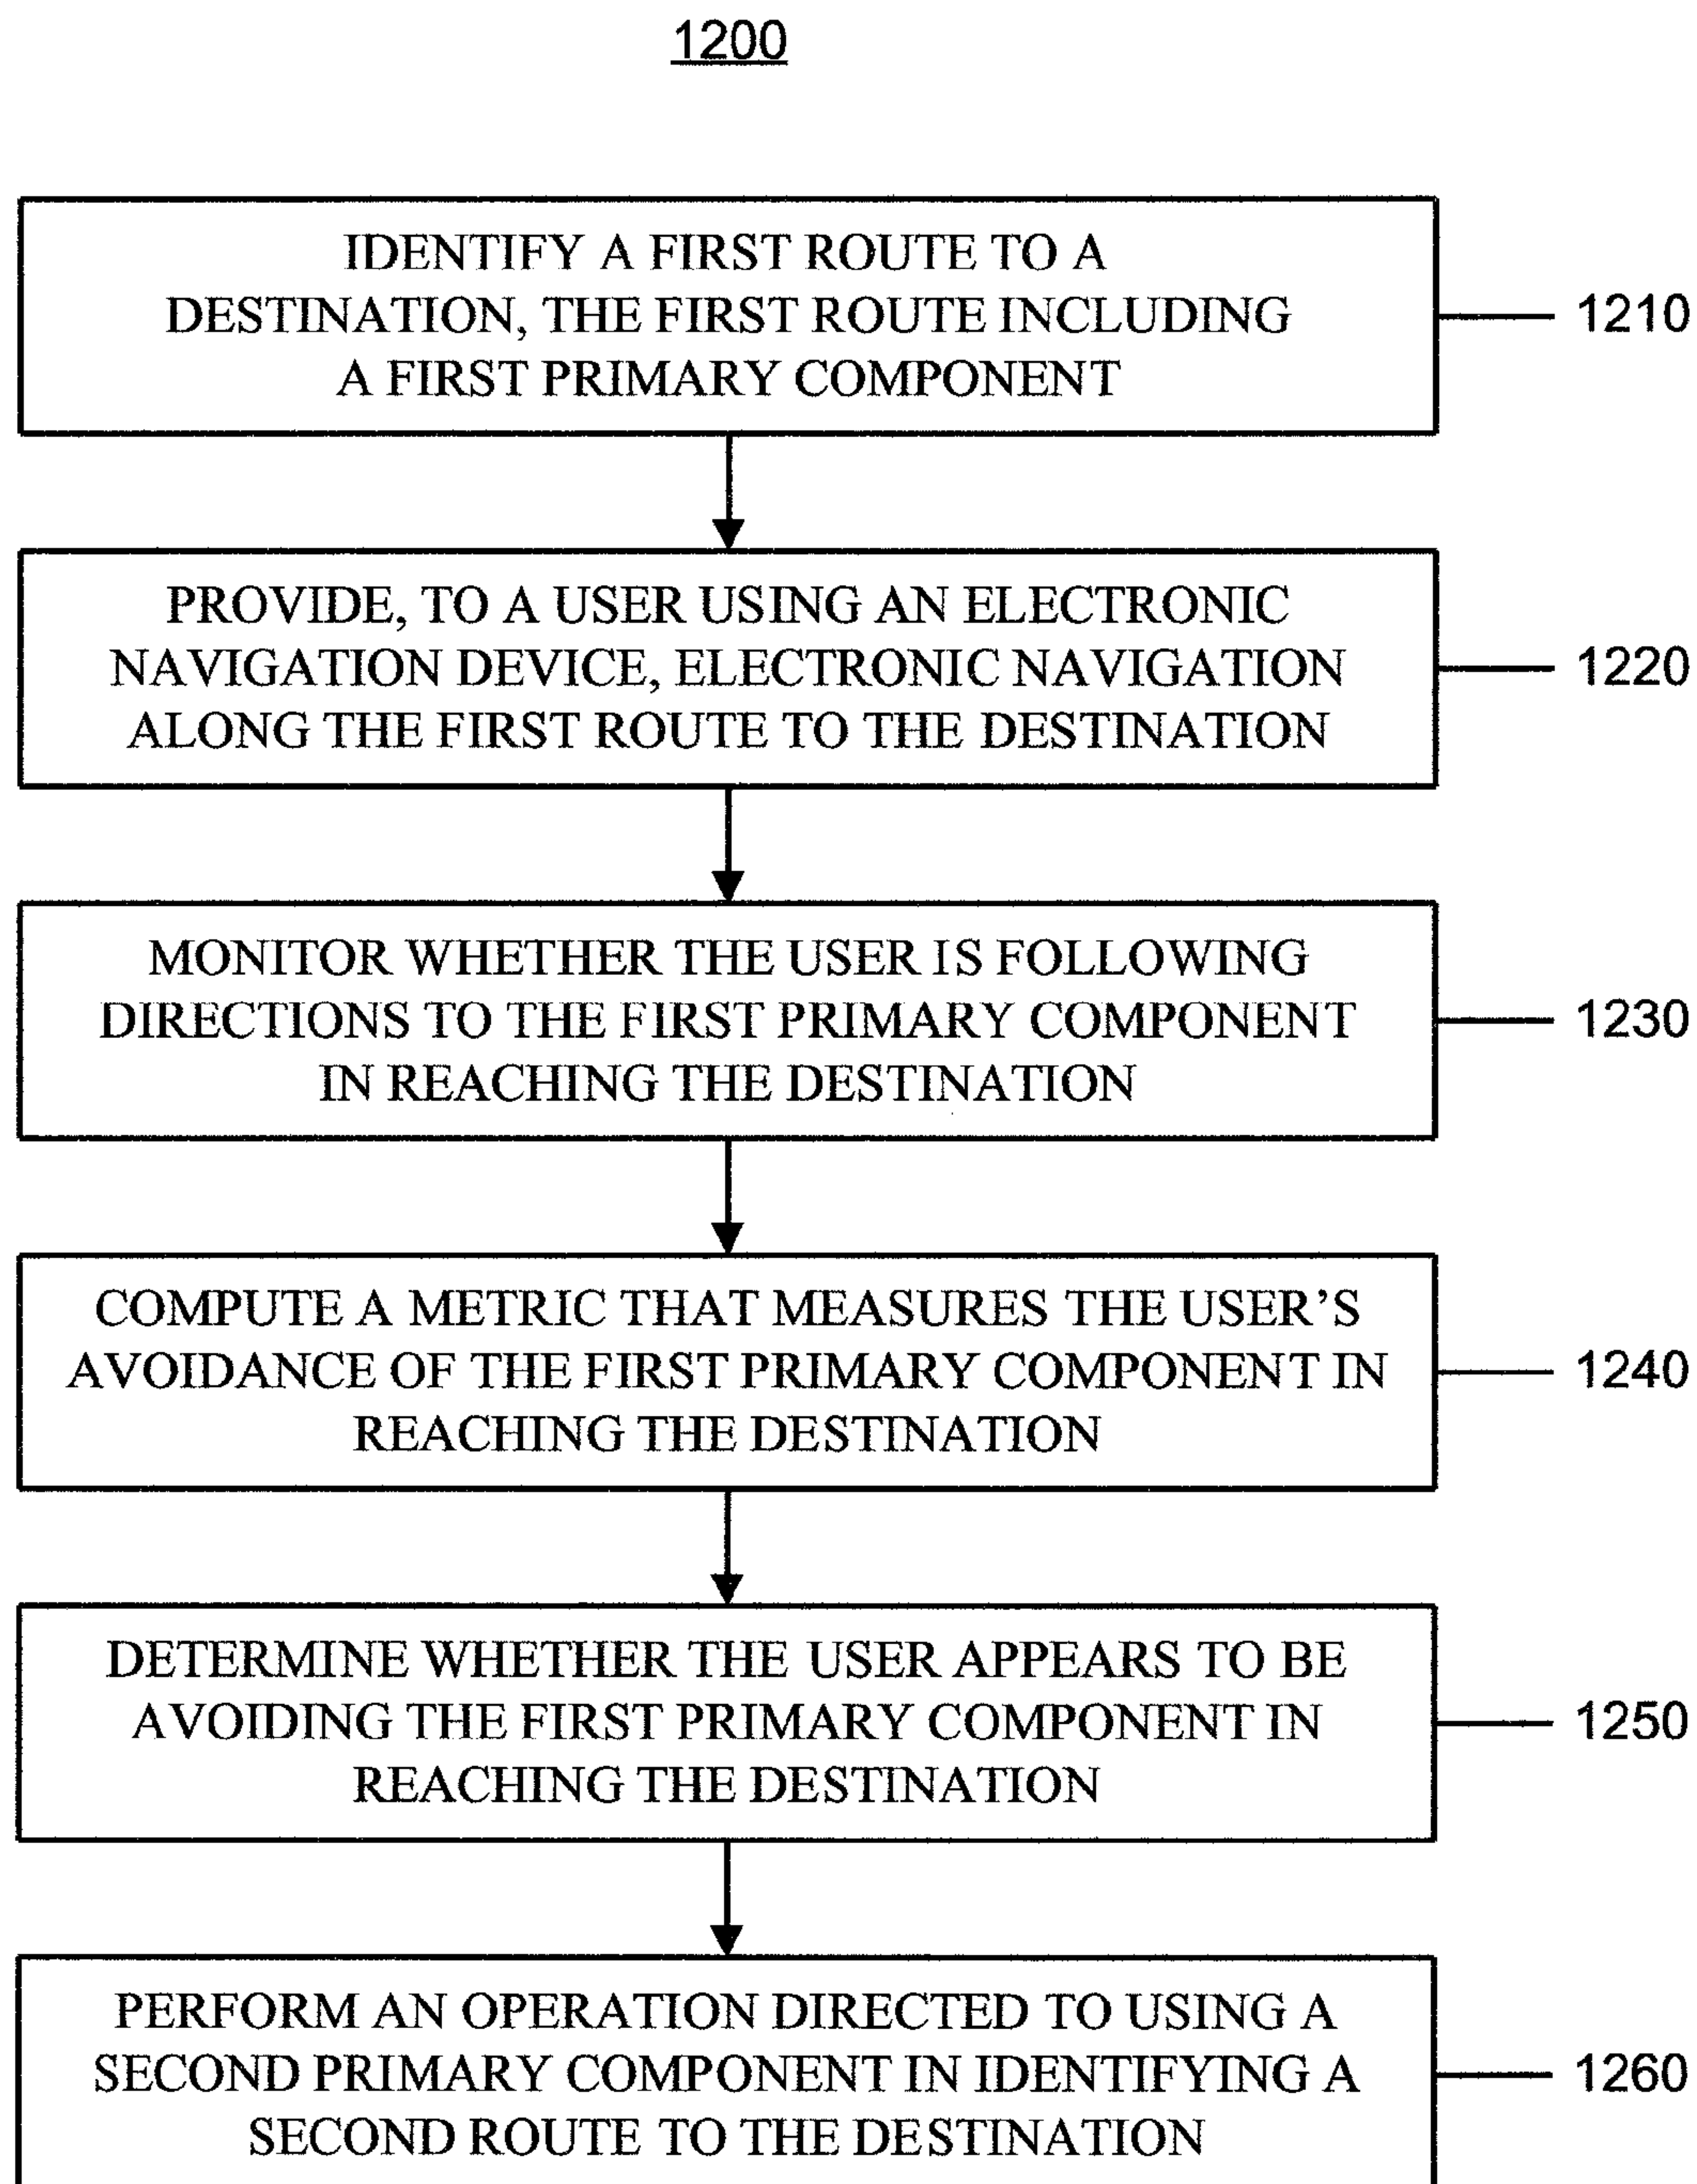 1200
IDENTIFY A FIRST ROUTE TO A
DESTINATION, THE FIRST ROUTE INCLUDING
A FIRST PRIMARY COMPONENT
1210
PROVIDE, TO A USER USING AN ELECTRONIC
NAVIGATION DEVICE, ELECTRONIC NAVIGATION
ALONG THE FIRST ROUTE TO THE DESTINATION
1220
MONITOR WHETHER THE USER IS FOLLOWING
DIRECTIONS TO THE FIRST PRIMARY COMPONENT
IN REACHING THE DESTINATION
1230
COMPUTE A METRIC THAT MEASURES THE USER'S
AVOIDANCE OF THE FIRST PRIMARY COMPONENT IN
REACHING THE DESTINATION
1240
DETERMINE WHETHER THE USER APPEARS TO BE
AVOIDING THE FIRST PRIMARY COMPONENT IN
REACHING THE DESTINATION
1250
PERFORM AN OPERATION DIRECTED TO USING A
SECOND PRIMARY COMPONENT IN IDENTIFYING A
SECOND ROUTE TO THE DESTINATION
1260